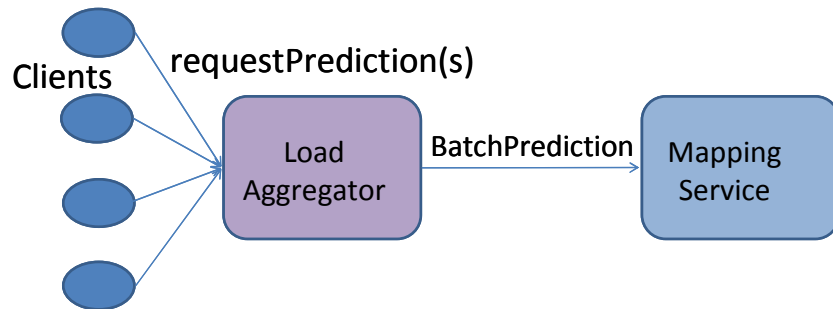 Clients
requestPrediction(s)
Load
Aggregator
BatchPrediction
Mapping
Service